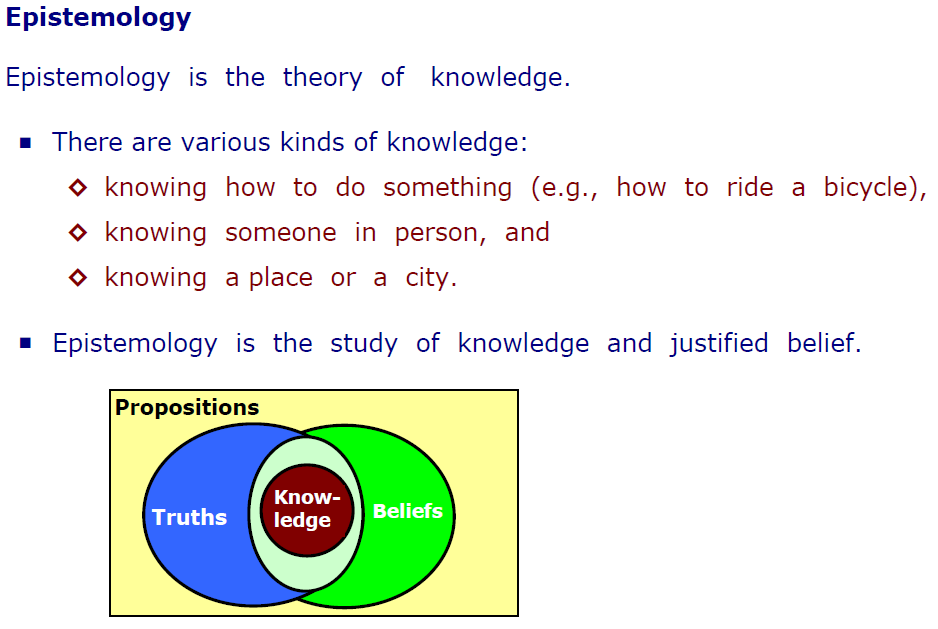 Epistemology
Epistemology is the theory of knowledge.
▪ There are various kinds of knowledge:
◇ knowing how to do something (e.g., how to ride a bicycle),
◇ knowing someone in person, and
◇ knowing a place or a city.
▪ Epistemology is the study of knowledge and justified belief.
Propositions
Truths
Know-
ledge
Beliefs